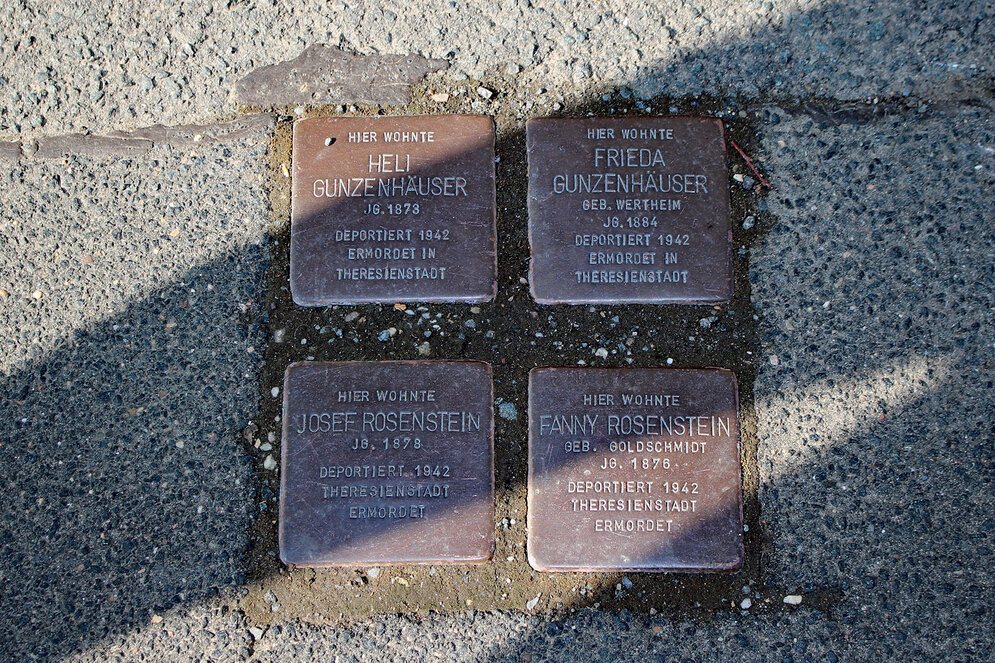 HIER WOHNTE
HELI
GUNZENHÄUSER
JG. 1873
DEPORTIERT 1942
ERMORDET IN
THERESIENSTADT
HIER WOHNTE
FRIEDA
GUNZENHÄUSER
GEB. WERTHEIM
JG. 1884
DEPORTIERT 1942
ERMORDET IN
THERESIENSTADT
HIER WOHNTE
JOSEF ROSENSTEIN
JG. 1878
DEPORTIERT 1942
THERESIENSTADT
ERMORDET
HIER WOHNTE
FANNY ROSENSTEIN
GEB. GOLDSCHMIDT
JG. 1876
DEPORTIERT 1942
THERESIENSTADT
ERMORDET